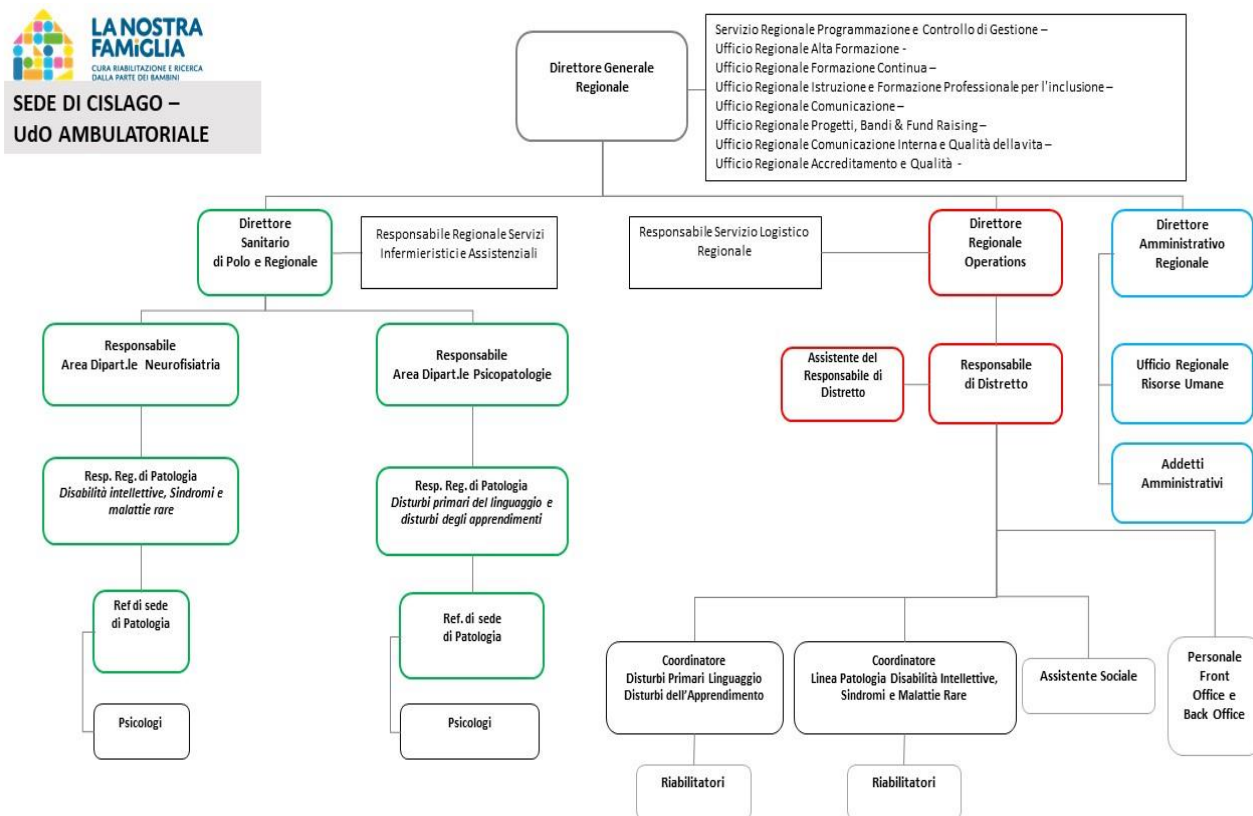 LA NOSTRA
FAMiGLIA
CURA RIABILITAZIONE E RICERCA
DALLA PARTE DEI BAMBINI
SEDE DI CISLAGO –
UdO AMBULATORIALE
Direttore Generale
Regionale
Servizio Regionale Programmazione e Controllo di Gestione –
Ufficio Regionale Alta Formazione -
Ufficio Regionale Formazione Continua –
Ufficio Regionale Istruzione e Formazione Professionale per l'inclusione –
Ufficio Regionale Comunicazione –
Ufficio Regionale Progetti, Bandi & Fund Raising –
Ufficio Regionale Comunicazione Interna e Qualità della vita –
Ufficio Regionale Accreditamento e Qualità -
Direttore
Sanitario
di Polo e Regionale
Responsabile Regionale Servizi
Infermieristici e Assistenziali
Responsabile Servizio Logistico
Regionale
Direttore
Regionale
Operations
Direttore
Amministrativo
Regionale
Responsabile
Area Dipart.le Neurofisiatria
Responsabile
Area Dipart.le Psicopatologie
Assistente del
Responsabile di
Distretto
Responsabile
di Distretto
Ufficio Regionale
Risorse Umane
Resp. Reg. di Patologia
Disabilità intellettive, Sindromi e
malattie rare
Resp. Reg. di Patologia
Disturbi primari del linguaggio e
disturbi degli apprendimenti
Addetti
Amministrativi
Ref di sede
di Patologia
Ref. di sede
di Patologia
Psicologi
Psicologi
Coordinatore
Disturbi Primari Linguaggio
Disturbi dell'Apprendimento
Coordinatore
Linea Patologia Disabilità Intellettive,
Sindromi e Malattie Rare
Assistente Sociale
Personale
Front
Office e
Back Office
Riabilitatori
Riabilitatori